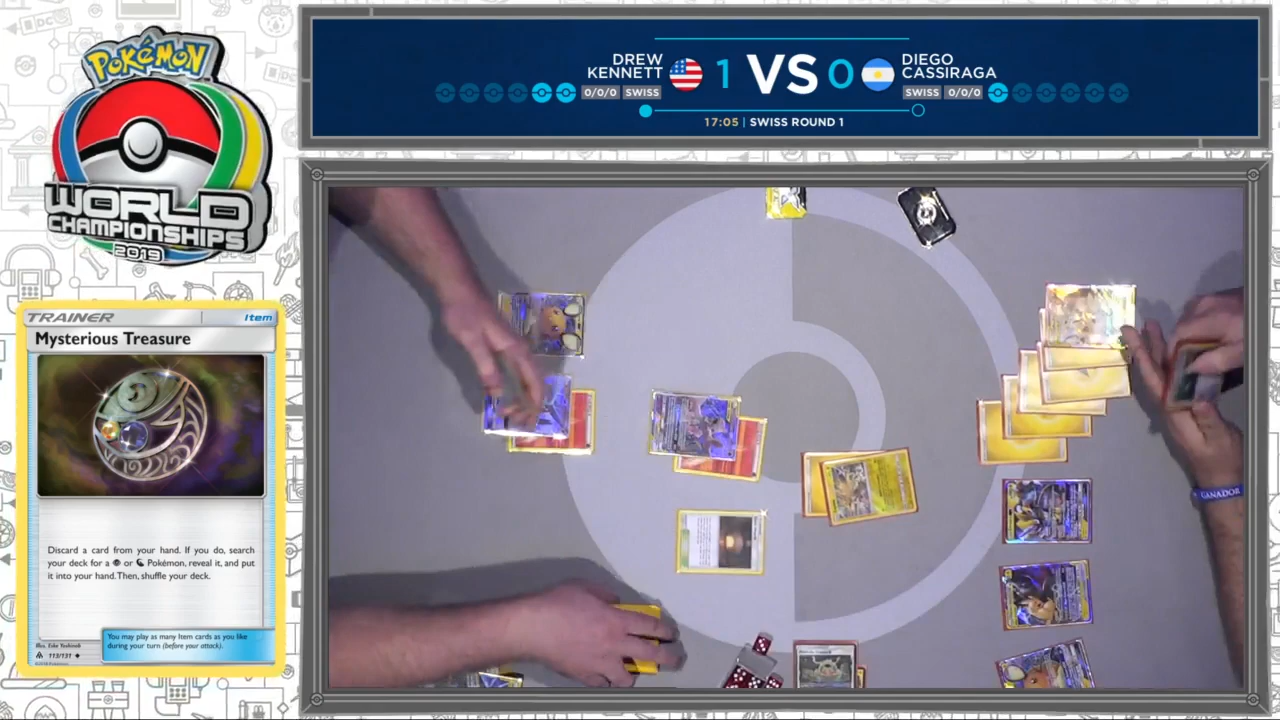 POKÉMON
WORLD
CHAMPIONSHIPS
2019
DREW
KENNETT
1 VS 0
DIEGO
CASSIRAGA
0/0/0 SWISS
SWISS 0/0/0
17:05 | SWISS ROUND 1
TRAINER Item
Mysterious Treasure
Discard a card from your hand. If you do, search
your deck for a or Pokémon, reveal it, and put
it into your hand. Then, shuffle your deck.
You may play as many Item cards as you like
during your turn (before your attack).
113/131
GANADOR